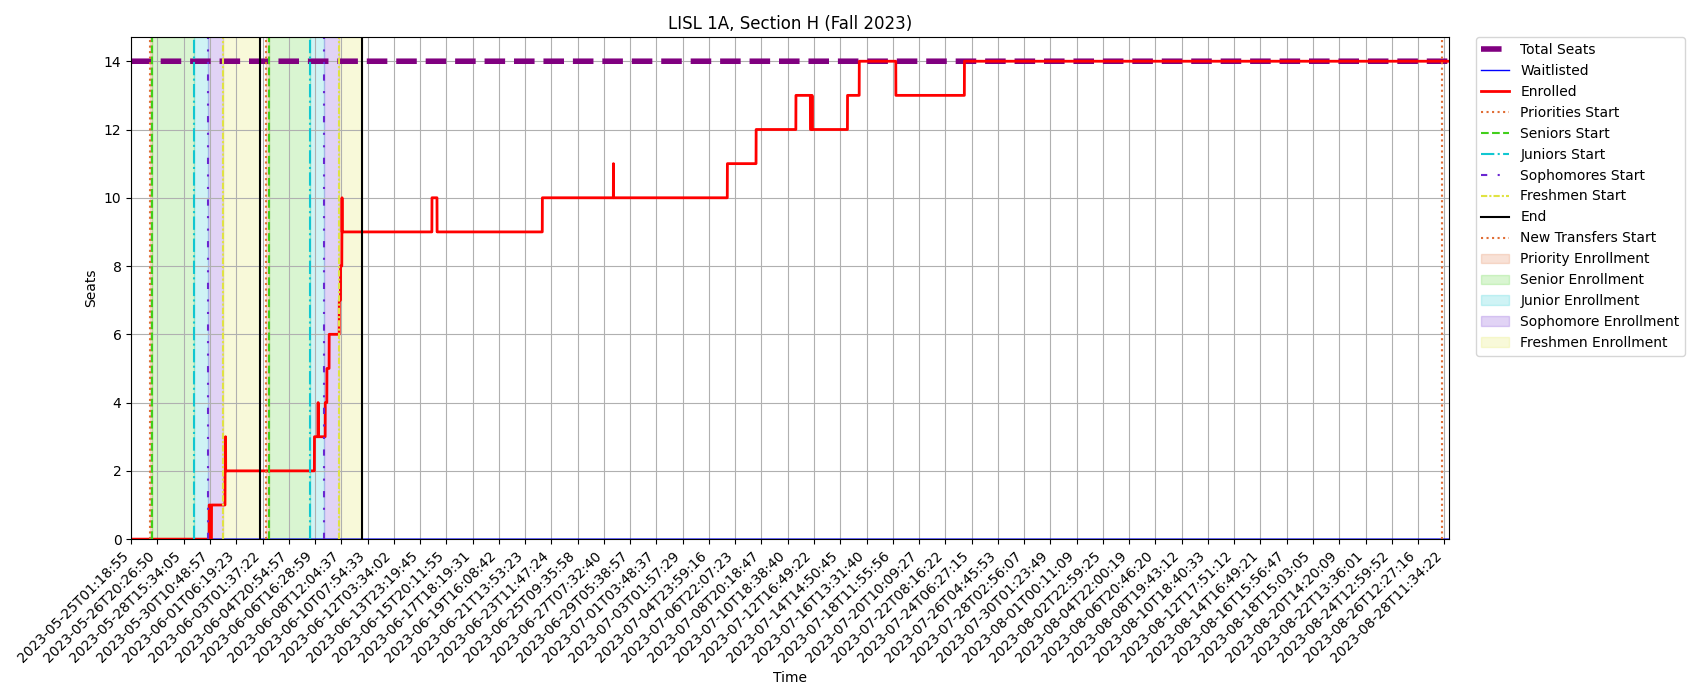 LISL 1A, Section H (Fall 2023)
Seats
14
12
10
8
6
4
2
0
2023-05-25T01:18:55
2023-05-26T20:26:50
2023-05-28T15:34:05
2023-05-30T10:48:57
2023-06-01T06:19:23
2023-06-03T01:37:22
2023-06-04T20:54:57
2023-06-06T16:28:59
2023-06-08T12:04:37
2023-06-10T07:54:33
2023-06-12T03:34:02
2023-06-13T23:19:45
2023-06-15T20:11:55
2023-06-17T18:19:31
2023-06-19T16:08:42
2023-06-21T13:53:23
2023-06-23T11:47:24
2023-06-25T09:35:58
2023-06-27T07:32:40
2023-06-29T05:38:57
2023-07-01T03:48:37
2023-07-03T01:57:29
2023-07-04T23:59:16
2023-07-06T22:07:23
2023-07-08T20:18:47
2023-07-10T18:38:40
2023-07-12T16:49:22
2023-07-14T14:50:45
2023-07-16T13:31:40
2023-07-18T11:55:56
2023-07-20T10:09:27
2023-07-22T08:16:22
2023-07-24T06:27:15
2023-07-26T04:45:53
2023-07-28T02:56:07
2023-07-30T01:23:49
2023-08-01T00:11:09
2023-08-02T22:59:25
2023-08-04T22:00:19
2023-08-06T20:46:20
2023-08-08T19:43:12
2023-08-10T18:40:33
2023-08-12T17:51:12
2023-08-14T16:49:21
2023-08-16T15:56:47
2023-08-18T15:03:05
2023-08-20T14:20:09
2023-08-22T13:36:01
2023-08-24T12:59:52
2023-08-26T12:27:16
2023-08-28T11:34:22
Time
Total Seats
Waitlisted
Enrolled
Priorities Start
Seniors Start
Juniors Start
Sophomores Start
Freshmen Start
End
New Transfers Start
Priority Enrollment
Senior Enrollment
Junior Enrollment
Sophomore Enrollment
Freshmen Enrollment